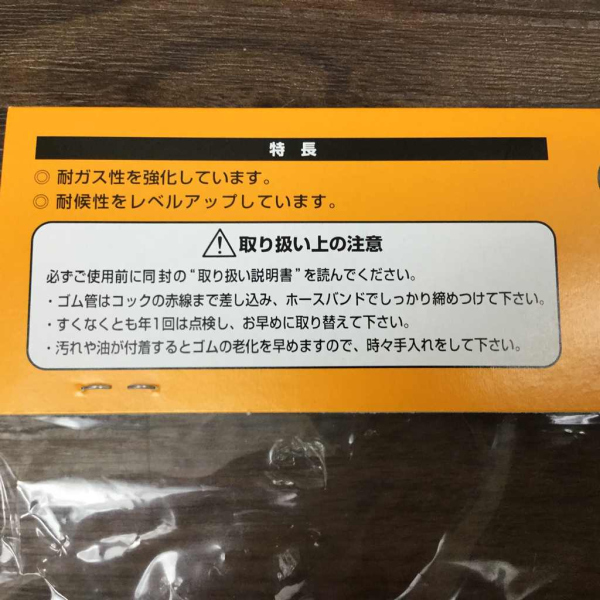 特長
◎ 耐ガス性を強化しています。
◎ 耐候性をレベルアップしています。
取り扱い上の注意
必ずご使用前に同封の“取り扱い説明書”を読んでください。
・ゴム管はコックの赤線まで差し込み、ホースバンドでしっかり締めつけて下さい。
・すくなくとも年1回は点検し、お早めに取り替えて下さい。
・汚れや油が付着するとゴムの老化を早めますので、時々手入れをして下さい。